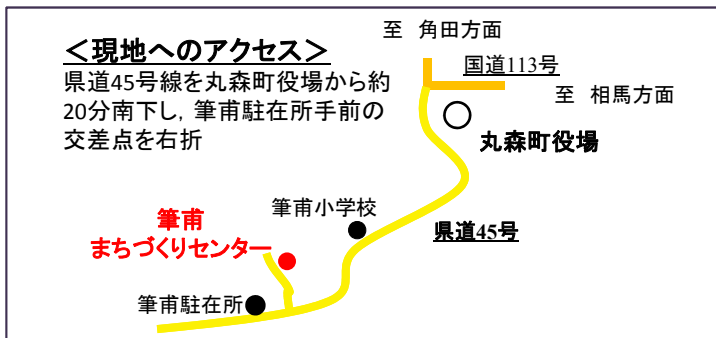 ＜現地へのアクセス＞
県道45号線を丸森町役場から約
20分南下し，筆甫駐在所手前の
交差点を右折
至 角田方面
国道113号
至 相馬方面
丸森町役場
筆甫小学校
県道45号
筆甫
まちづくりセンター
筆甫駐在所